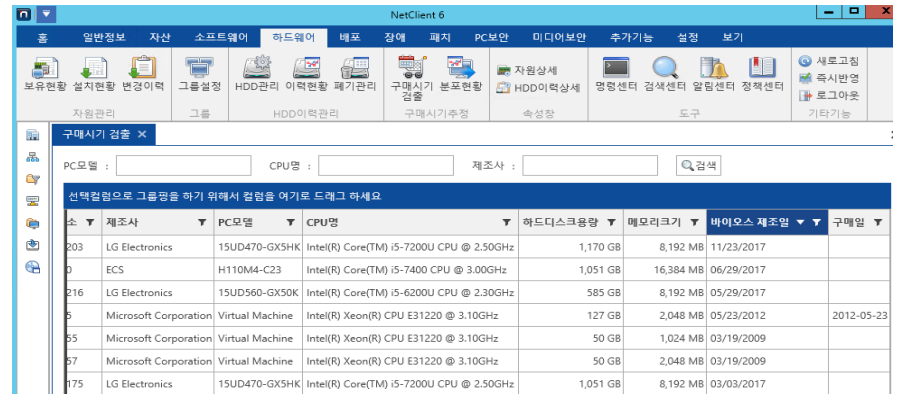 NetClient 6
홈 일반정보 자산 소프트웨어 하드웨어 배포 장애 패치 PC보안 미디어보안 추가기능 설정 보기
보유현황 설치현황 변경이력 그룹설정 HDD관리 이력현황 폐기관리 구매시기 검출 분포현황 자원상세 HDD이력상세 명령센터 검색센터 알림센터 정책센터 새로고침 즉시반영 로그아웃
자원관리 그룹 HDD이력관리 구매시기추정 속성창 도구 기타기능
구매시기 검출 ×
PC모델 : CPU명 : 제조사 : 검색
선택컬럼으로 그룹핑을 하기 위해서 컬럼을 여기로 드래그 하세요
소 제조사 PC모델 CPU명 하드디스크용량 메모리크기 바이오스 제조일 구매일
203 LG Electronics 15UD470-GX5HK Intel(R) Core(TM) i5-7200U CPU @ 2.50GHz 1,170 GB 8,192 MB 11/23/2017
0 ECS H110M4-C23 Intel(R) Core(TM) i5-7400 CPU @ 3.00GHz 1,051 GB 16,384 MB 06/29/2017
216 LG Electronics 15UD560-GX50K Intel(R) Core(TM) i5-6200U CPU @ 2.30GHz 585 GB 8,192 MB 05/29/2017
5 Microsoft Corporation Virtual Machine Intel(R) Xeon(R) CPU E31220 @ 3.10GHz 127 GB 2,048 MB 05/23/2012 2012-05-23
55 Microsoft Corporation Virtual Machine Intel(R) Xeon(R) CPU E31220 @ 3.10GHz 50 GB 1,024 MB 03/19/2009
57 Microsoft Corporation Virtual Machine Intel(R) Xeon(R) CPU E31220 @ 3.10GHz 50 GB 2,048 MB 03/19/2009
175 LG Electronics 15UD470-GX5HK Intel(R) Core(TM) i5-7200U CPU @ 2.50GHz 1,051 GB 8,192 MB 03/03/2017